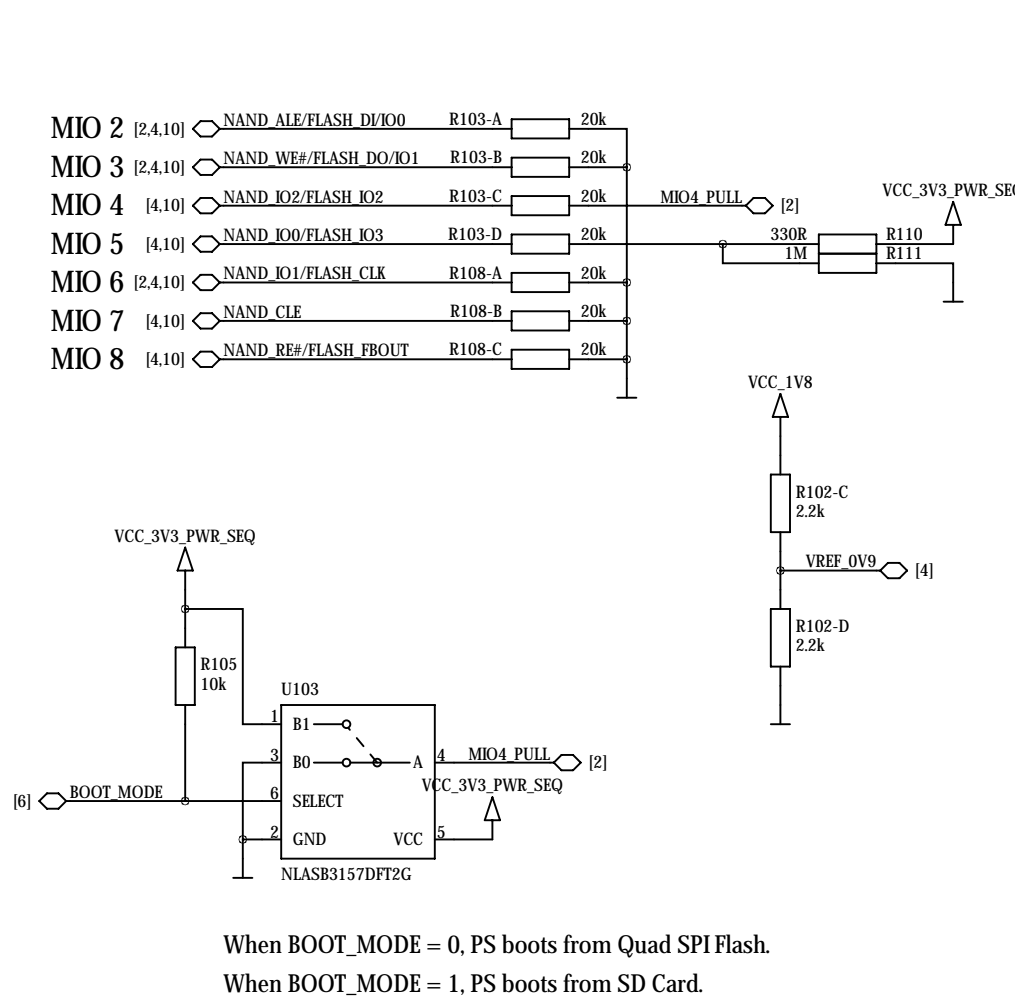 MIO 2 [2,4,10] NAND_ALE/FLASH_DI/IO0 R103-A 20k
MIO 3 [2,4,10] NAND_WE#/FLASH_DO/IO1 R103-B 20k
MIO 4 [4,10] NAND_IO2/FLASH_IO2 R103-C 20k MIO4_PULL [2]
VCC_3V3_PWR_SEQ
MIO 5 [4,10] NAND_IO0/FLASH_IO3 R103-D 20k 330R R110
1M R111
MIO 6 [2,4,10] NAND_IO1/FLASH_CLK R108-A 20k
MIO 7 [4,10] NAND_CLE R108-B 20k
MIO 8 [4,10] NAND_RE#/FLASH_FBOUT R108-C 20k
VCC_1V8
R102-C
2.2k
VREF_0V9 [4]
R102-D
2.2k
VCC_3V3_PWR_SEQ
R105
10k
U103
1 B1
3 B0 A 4 MIO4_PULL [2]
VCC_3V3_PWR_SEQ
[6] BOOT_MODE 6 SELECT
2 GND VCC 5
NLASB3157DFT2G
When BOOT_MODE = 0, PS boots from Quad SPI Flash.
When BOOT_MODE = 1, PS boots from SD Card.